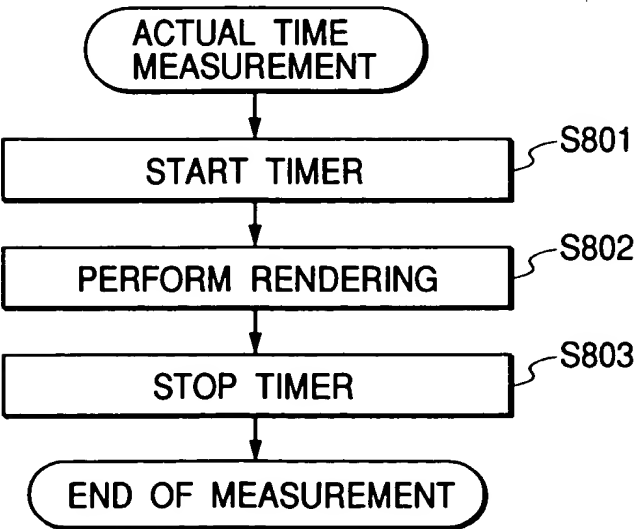 ACTUAL TIME
MEASUREMENT
START TIMER
S801
PERFORM RENDERING
S802
STOP TIMER
S803
END OF MEASUREMENT